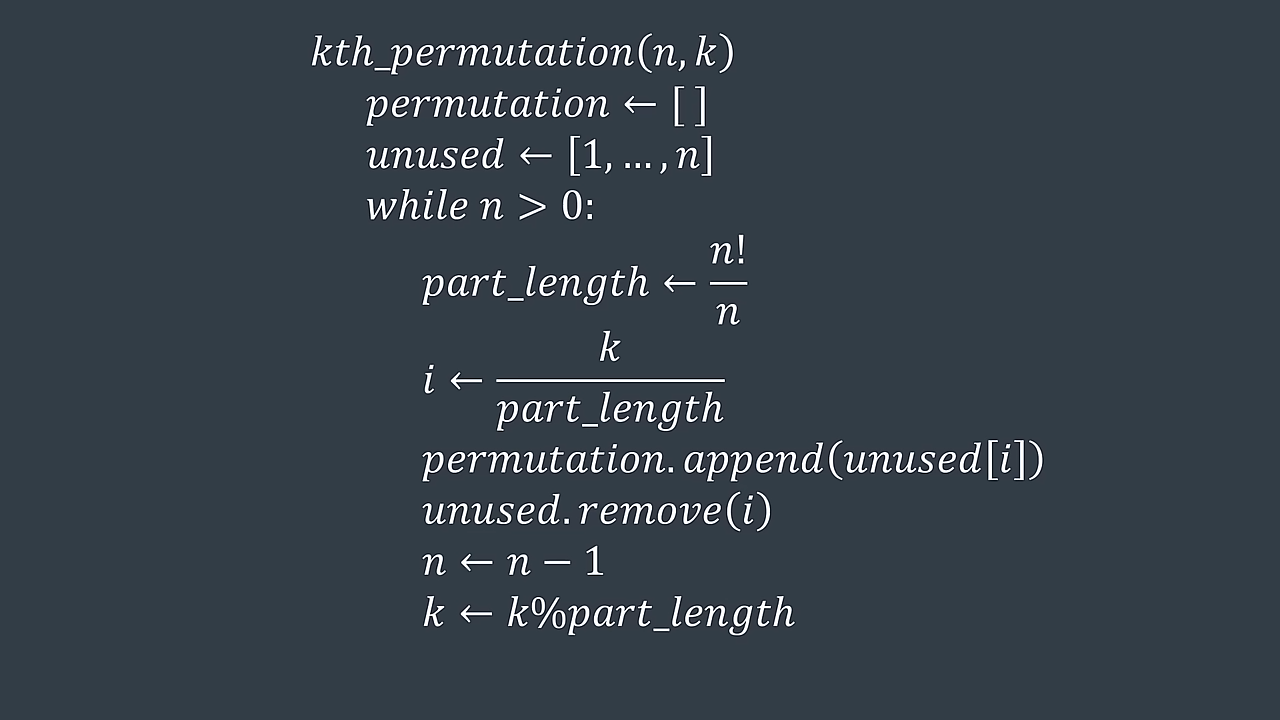 kth_permutation(n, k)
permutation ← [ ]
unused ← [1, … , n]
while n > 0:
part_length ← n!/n
i ← k/part_length
permutation. append(unused[i])
unused. remove(i)
n ← n − 1
k ← k%part_length